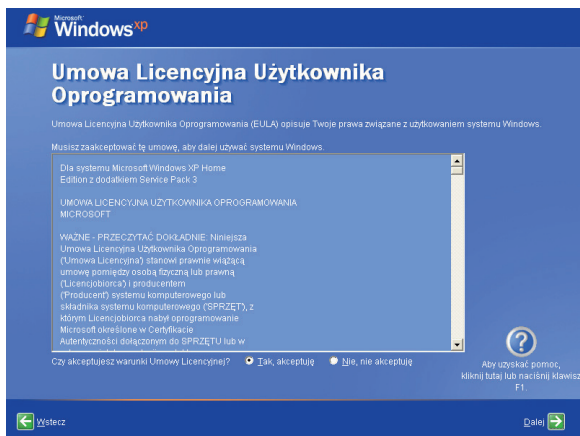 Microsoft
Windows xp
Umowa Licencyjna Użytkownika
Oprogramowania
Umowa Licencyjna Użytkownika Oprogramowania (EULA) opisuje Twoje prawa związane z użytkowaniem systemu Windows.
Musisz zaakceptować tę umowę, aby dalej używać systemu Windows.
Dla systemu Microsoft Windows XP Home
Edition z dodatkiem Service Pack 3
UMOWA LICENCYJNA UŻYTKOWNIKA OPROGRAMOWANIA
MICROSOFT
WAŻNE - PRZECZYTAĆ DOKŁADNIE: Niniejsza
Umowa Licencyjna Użytkownika Oprogramowania
('Umowa Licencyjna') stanowi prawnie wiążącą
umowę pomiędzy osobą fizyczną lub prawną
('Licencjobiorca') i producentem
('Producent') systemu komputerowego lub
składnika systemu komputerowego ('SPRZĘT'), z
którym Licencjobiorca nabył oprogramowanie
Microsoft określone w Certyfikacie
Autentyczności dołączonym do SPRZĘTU lub w
Czy akceptujesz warunki Umowy Licencyjnej?
Tak, akceptuję
Nie, nie akceptuję
?
Aby uzyskać pomoc,
kliknij tutaj lub naciśnij klawisz
F1.
Wstecz
Dalej